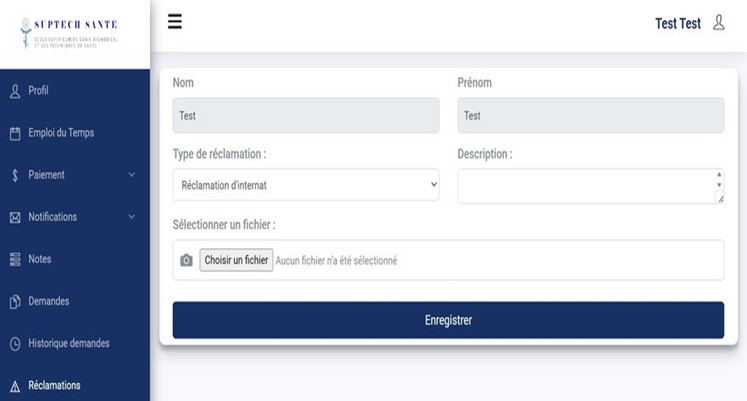 SUPTECH SANTE
ECOLE SUPERIEURE DE GENIE BIOMEDICAL
ET DES TECHNIQUES DE SANTE
Test Test
Profil
Emploi du Temps
Paiement
Notifications
Notes
Demandes
Historique demandes
Réclamations
Nom
Prénom
Test
Test
Type de réclamation :
Description :
Réclamation d'internat
Sélectionner un fichier :
Choisir un fichier Aucun fichier n'a été sélectionné
Enregistrer